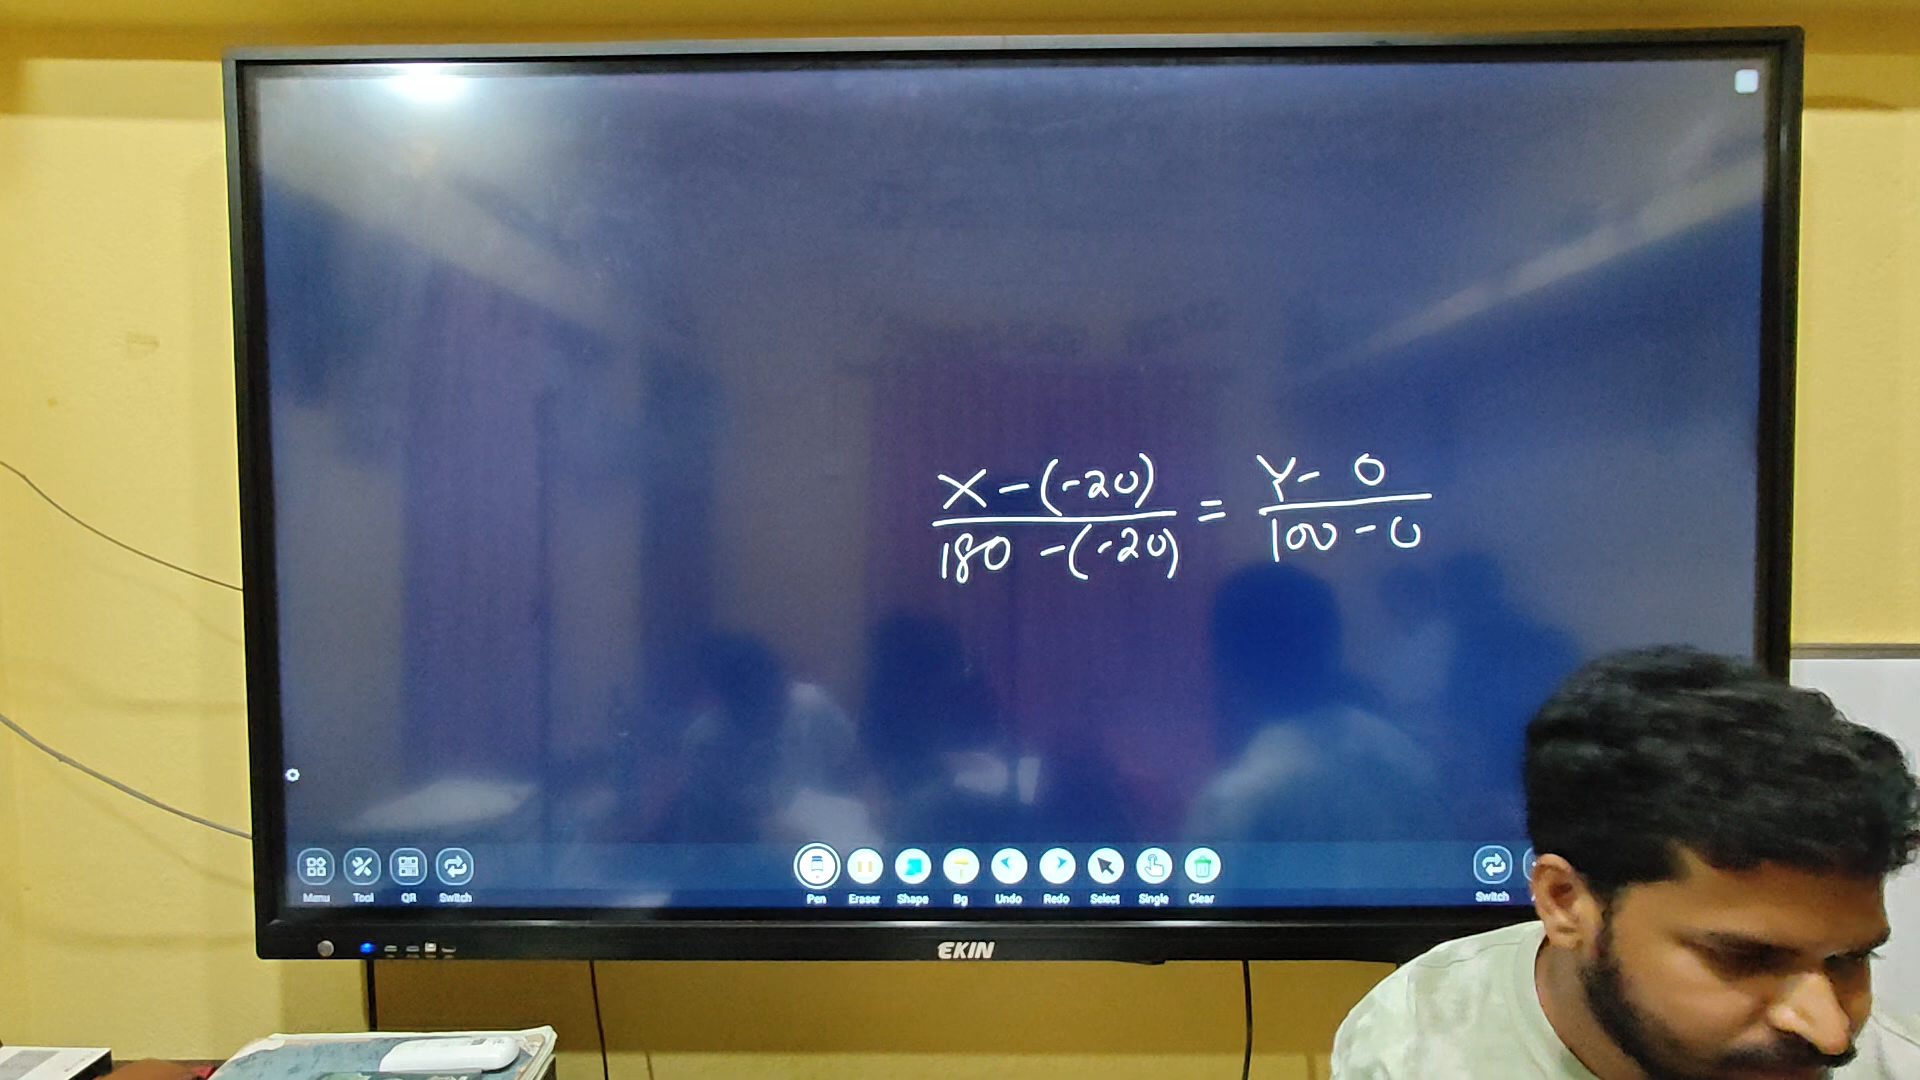 X - (-20) = Y - 0
180 - (-20) 100 - 0
Menu Tool QR Switch Pen Eraser Shape Bg Undo Redo Select Single Clear Switch
EKIN